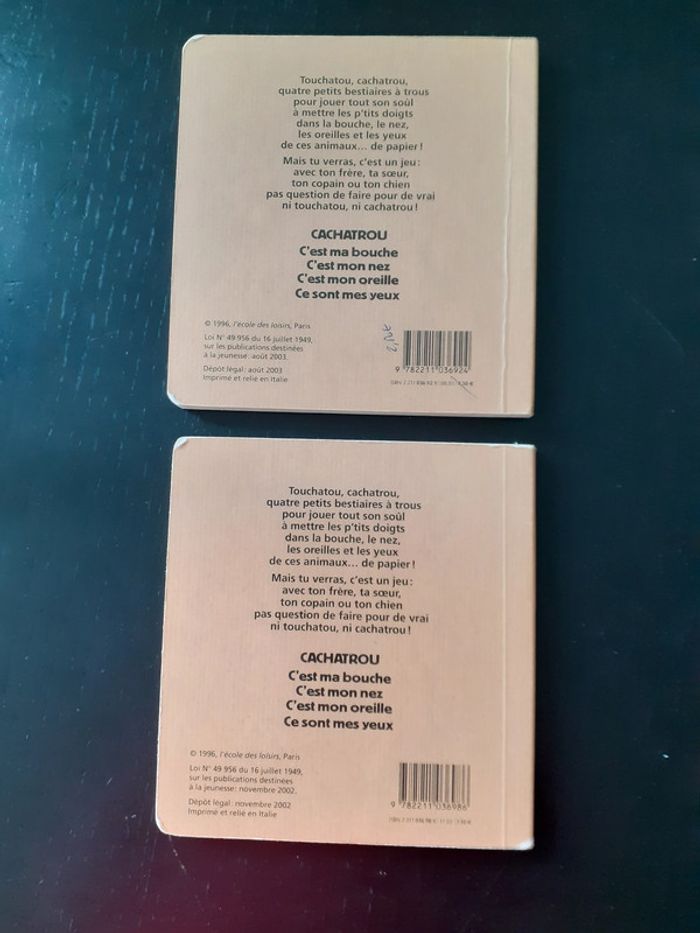 Touchatou, cachatrou,
quatre petits bestiaires à trous
pour jouer tout son soûl
à mettre les p'tits doigts
dans la bouche, le nez,
les oreilles et les yeux
de ces animaux... de papier !
Mais tu verras, c'est un jeu :
avec ton frère, ta sœur,
ton copain ou ton chien
pas question de faire pour de vrai
ni touchatou, ni cachatrou !
CACHATROU
C'est ma bouche
C'est mon nez
C'est mon oreille
Ce sont mes yeux
© 1996, l'école des loisirs, Paris
Loi N° 49 956 du 16 juillet 1949,
sur les publications destinées
à la jeunesse : août 2003.
Dépôt légal : août 2003
Imprimé et relié en Italie
9 782211 036924
Touchatou, cachatrou,
quatre petits bestiaires à trous
pour jouer tout son soûl
à mettre les p'tits doigts
dans la bouche, le nez,
les oreilles et les yeux
de ces animaux... de papier !
Mais tu verras, c'est un jeu :
avec ton frère, ta sœur,
ton copain ou ton chien
pas question de faire pour de vrai
ni touchatou, ni cachatrou !
CACHATROU
C'est ma bouche
C'est mon nez
C'est mon oreille
Ce sont mes yeux
© 1996, l'école des loisirs, Paris
Loi N° 49 956 du 16 juillet 1949,
sur les publications destinées
à la jeunesse : novembre 2002.
Dépôt légal : novembre 2002
Imprimé et relié en Italie
9 782211 036986